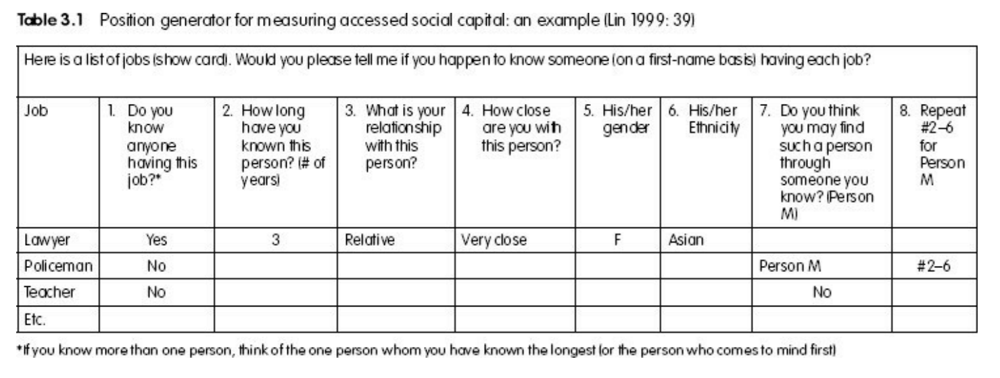 Table 3.1 Position generator for measuring accessed social capital: an example (Lin 1999: 39)
Here is a list of jobs (show card). Would you please tell me if you happen to know someone (on a first-name basis) having each job?
Job
1. Do you
know
anyone
having this
job?*
2. How long
have you
known this
person? (# of
years)
3. What is your
relationship
with this
person?
4. How close
are you with
this person?
5. His/her
gender
6. His/her
Ethnicity
7. Do you think
you may find
such a person
through
someone you
know? (Person
M)
8. Repeat
#2–6
for
Person
M
Lawyer Yes 3 Relative Very close F Asian
Policeman No Person M #2–6
Teacher No No
Etc.
*If you know more than one person, think of the one person whom you have known the longest (or the person who comes to mind first)